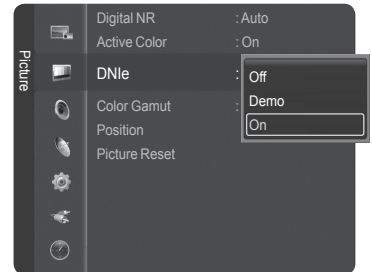 Picture
Digital NR : Auto
Active Color : On
DNIe :
Off
Demo
On
Color Gamut :
Position
Picture Reset